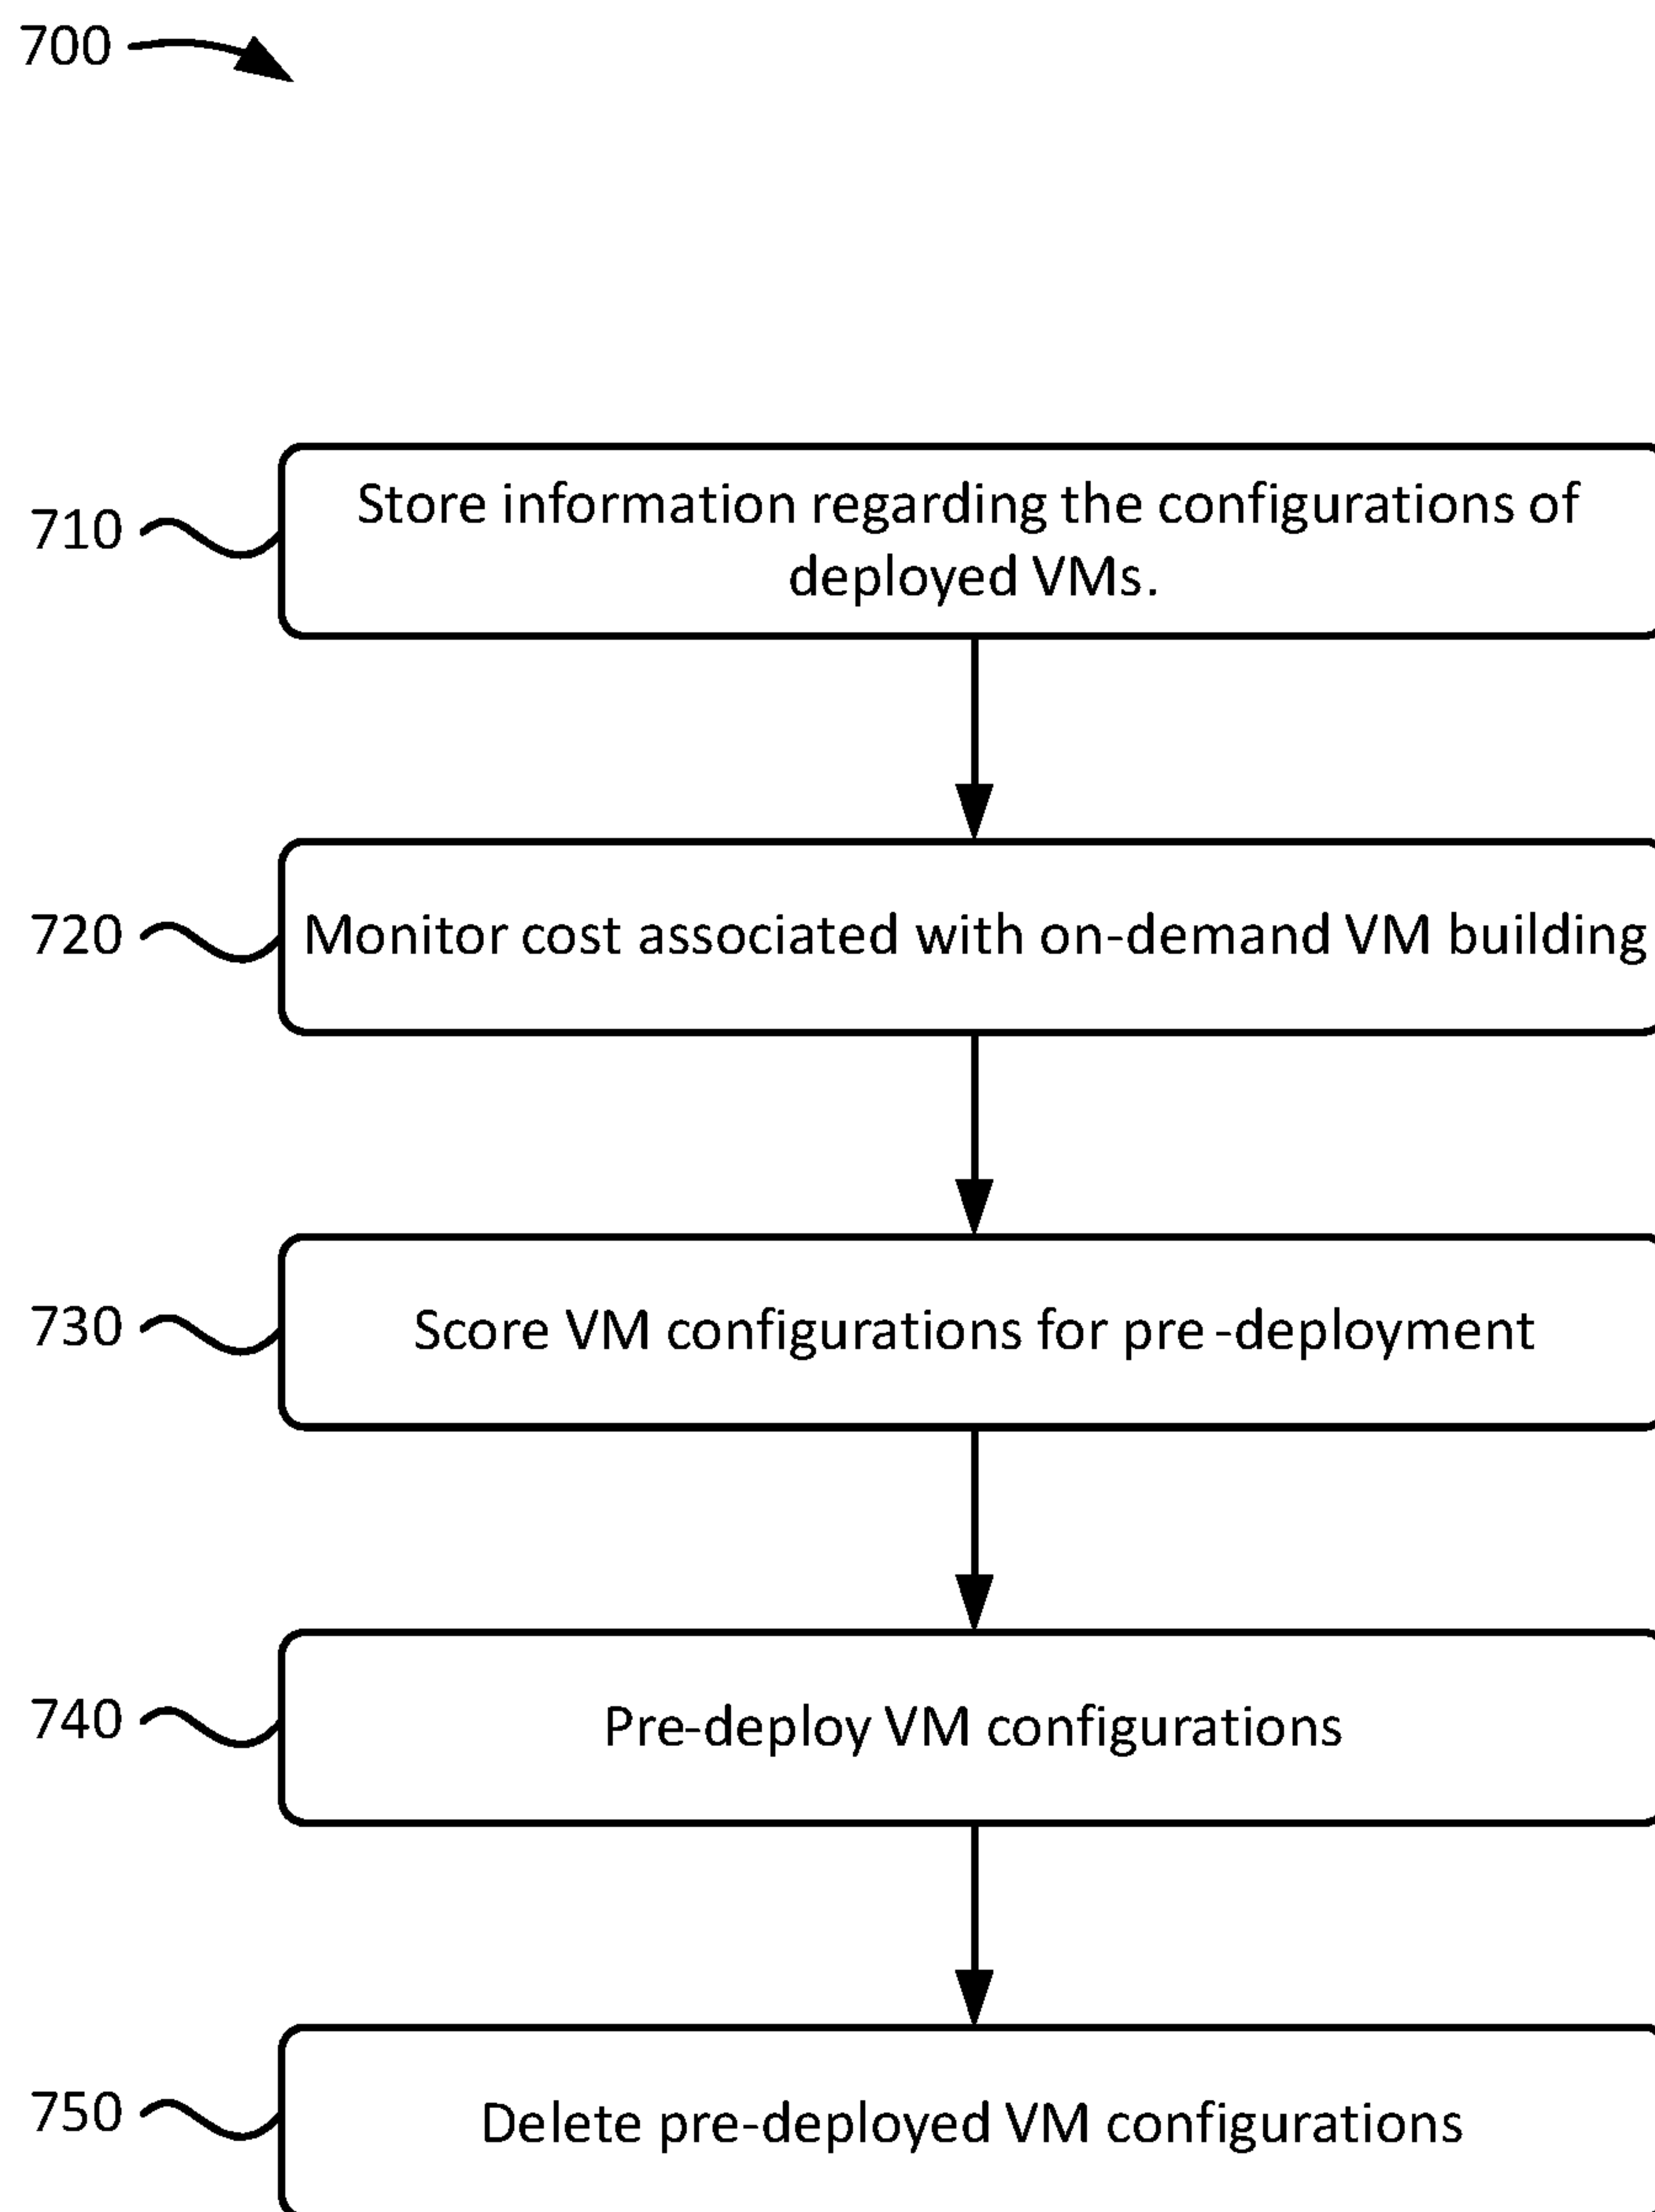 700
710
Store information regarding the configurations of
deployed VMs.
720
Monitor cost associated with on-demand VM building
730
Score VM configurations for pre-deployment
740
Pre-deploy VM configurations
750
Delete pre-deployed VM configurations